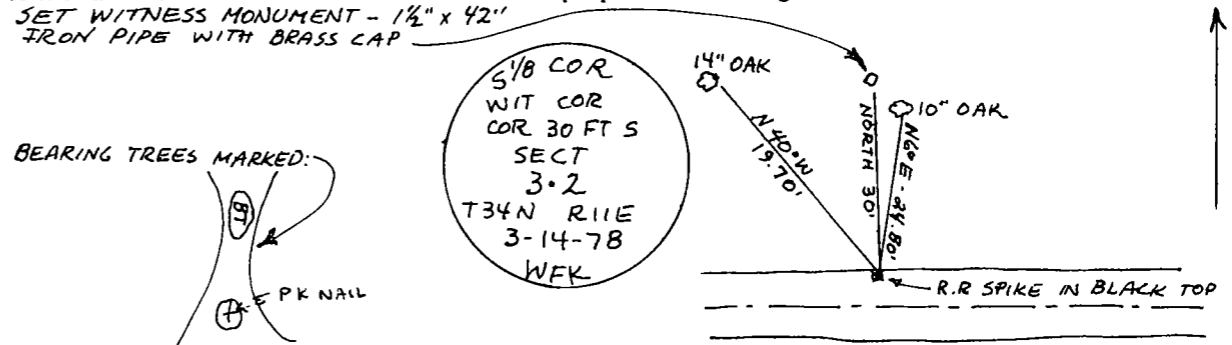 SET WITNESS MONUMENT - 1½" x 42"
IRON PIPE WITH BRASS CAP
S 1/8 COR
WIT COR
COR 30 FT S
SECT
3 • 2
T34N R11E
3-14-78
WFK
14" OAK
10" OAK
N 40° W
19.70'
NORTH 30'
N 6° E - 24.80'
BEARING TREES MARKED:
BT
PK NAIL
R.R SPIKE IN BLACK TOP